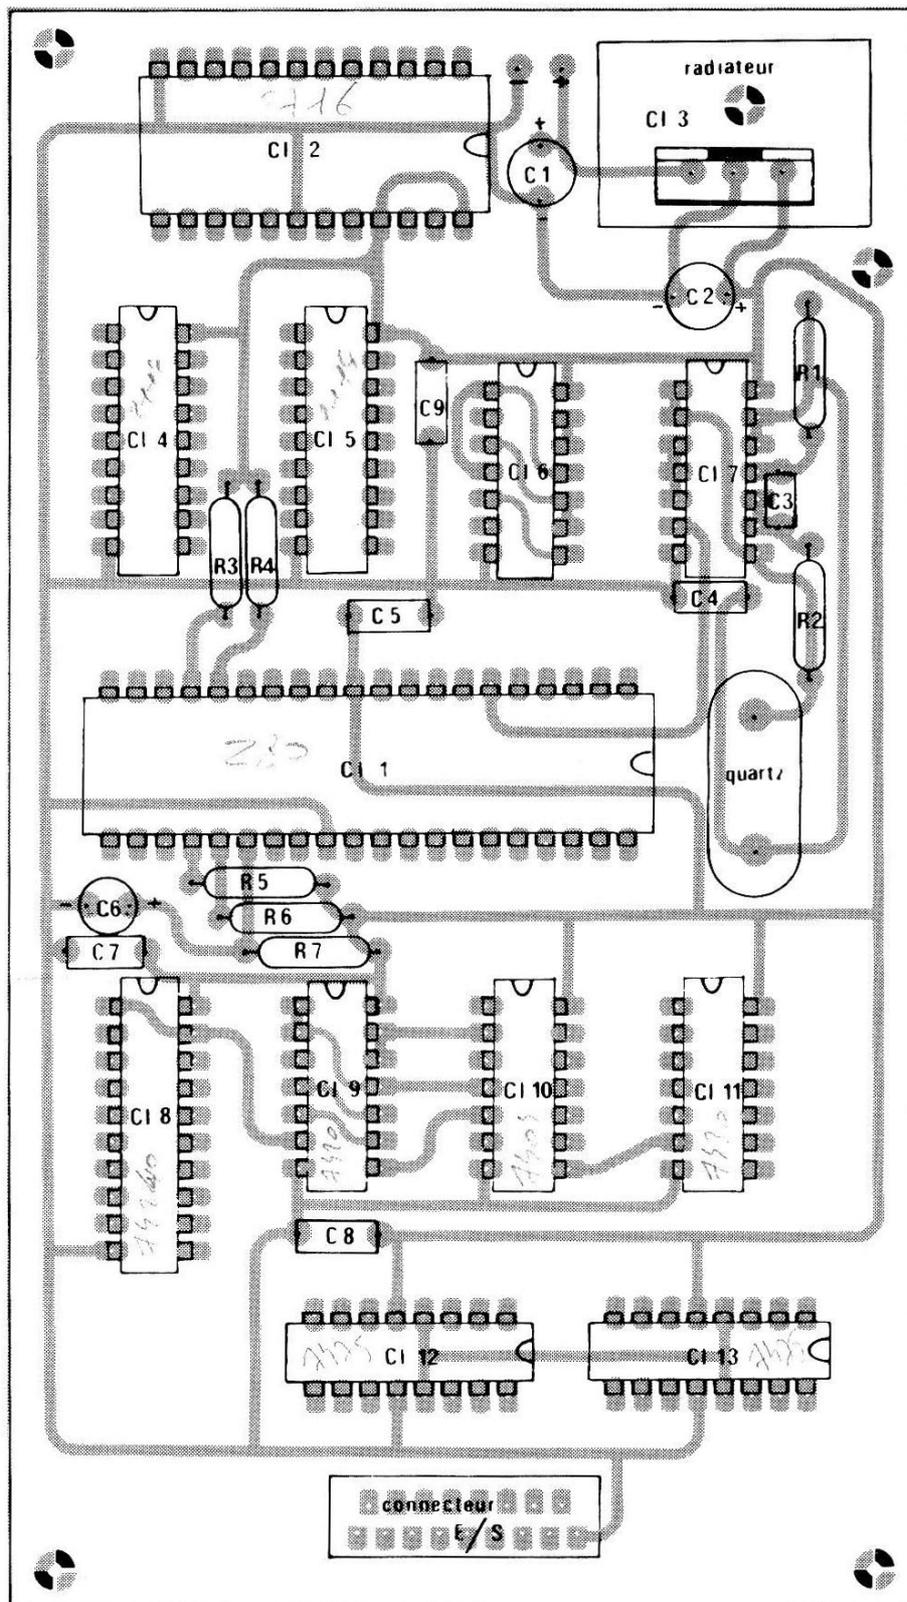 radiateur
CI 3
CI 2
C1
+
-
- C2 +
R1
C9
CI 4
CI 5
CI 6
CI 7
C3
R3
R4
C4
C5
R2
Z80
CI 1
quartz
R5
- C6 +
R6
C7
R7
CI 8
CI 9
CI 10
CI 11
C8
CI 12
CI 13
connecteur
E/S